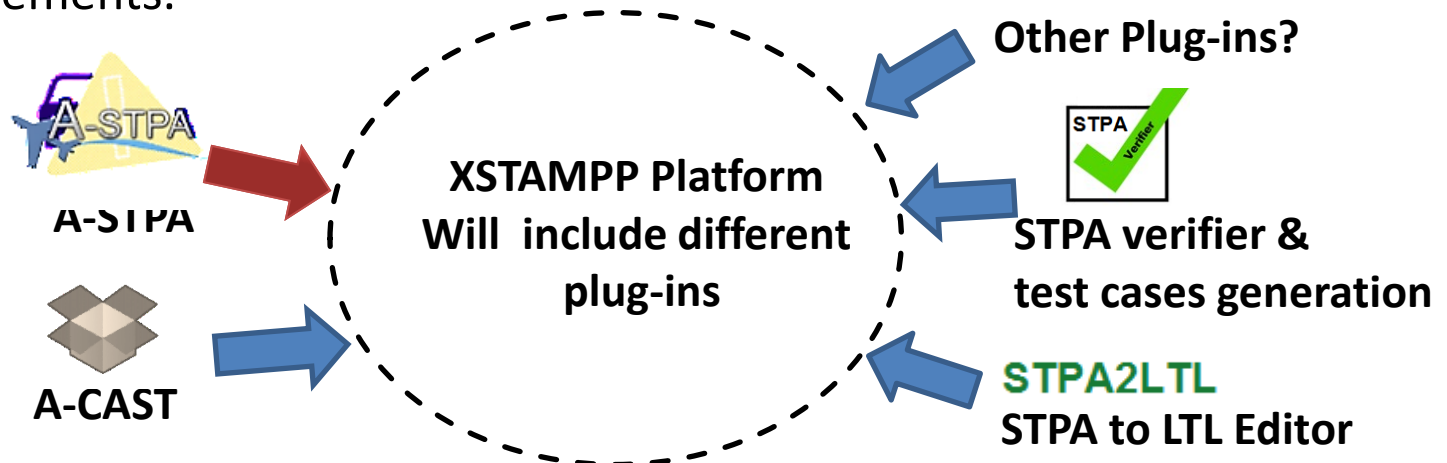 ements.
Other Plug-ins?
A-STPA
STPA
Verifier
XSTAMPP Platform
Will include different
plug-ins
A-STPA
STPA verifier &
test cases generation
A-CAST
STPA2LTL
STPA to LTL Editor